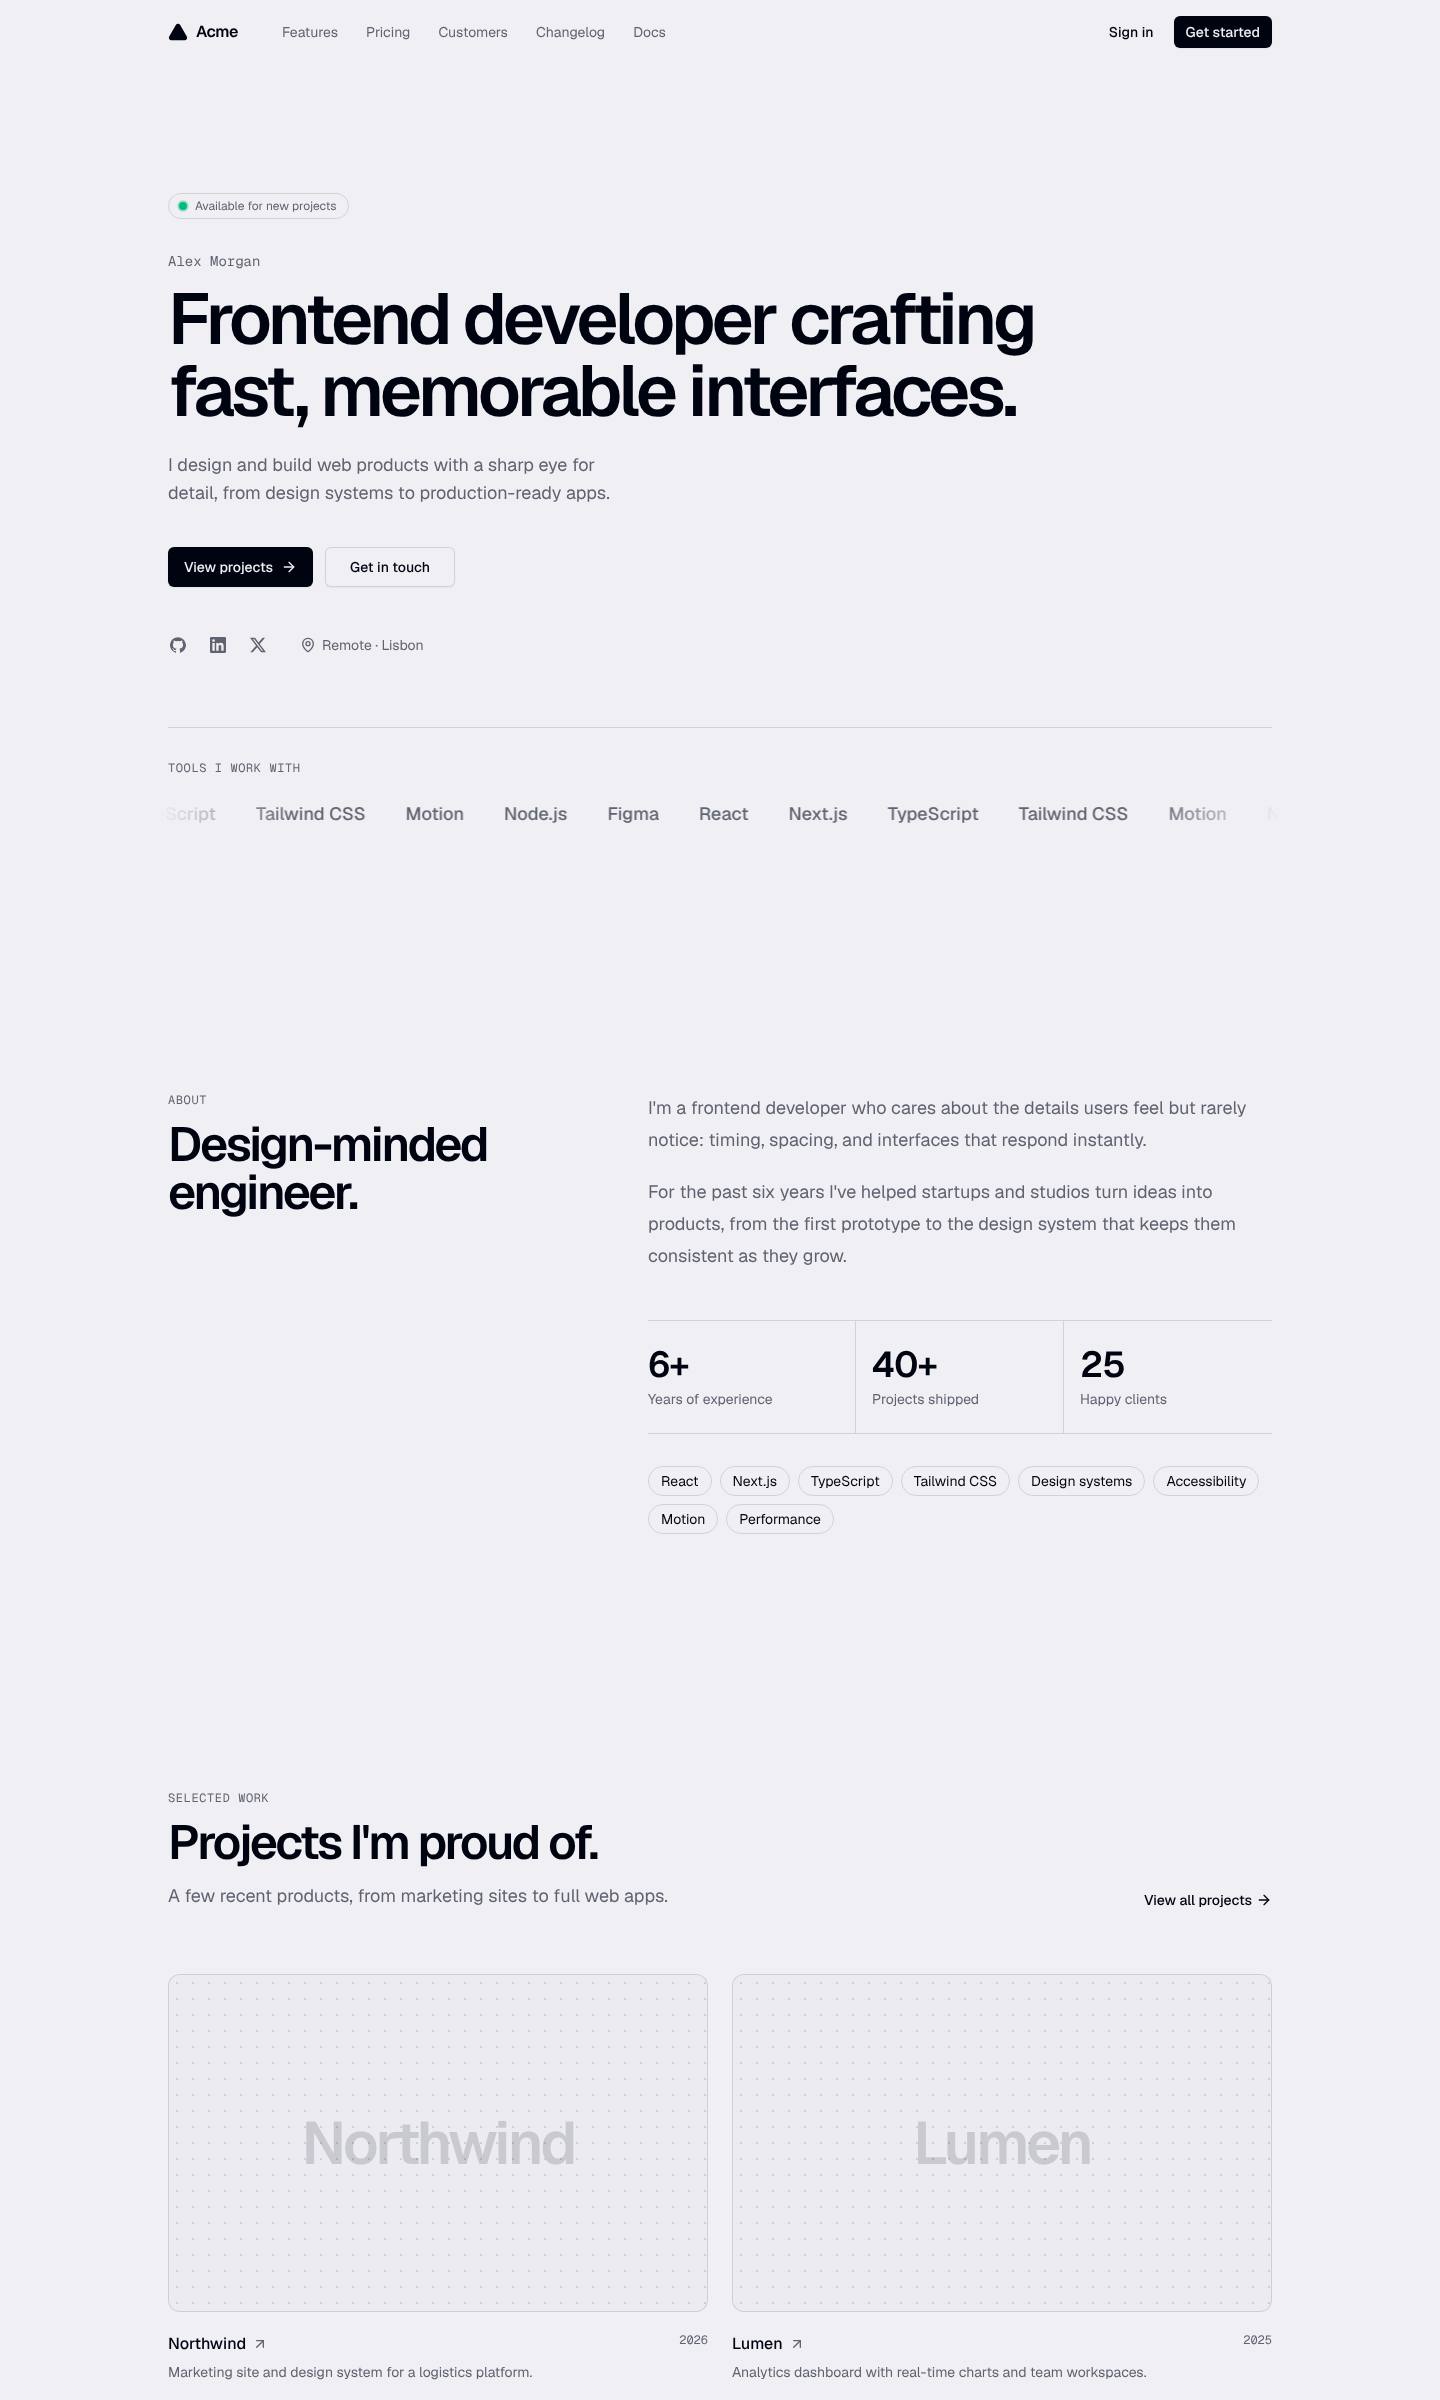 Acme
Features
Pricing
Customers
Changelog
Docs
Sign in
Get started
Available for new projects
Alex Morgan
Frontend developer crafting
fast, memorable interfaces.
I design and build web products with a sharp eye for
detail, from design systems to production-ready apps.
View projects
Get in touch
Remote · Lisbon
TOOLS I WORK WITH
Script
Tailwind CSS
Motion
Node.js
Figma
React
Next.js
TypeScript
Tailwind CSS
Motion
ABOUT
Design-minded
engineer.
I'm a frontend developer who cares about the details users feel but rarely
notice: timing, spacing, and interfaces that respond instantly.
For the past six years I've helped startups and studios turn ideas into
products, from the first prototype to the design system that keeps them
consistent as they grow.
6+
Years of experience
40+
Projects shipped
25
Happy clients
React
Next.js
TypeScript
Tailwind CSS
Design systems
Accessibility
Motion
Performance
SELECTED WORK
Projects I'm proud of.
A few recent products, from marketing sites to full web apps.
View all projects
Northwind
Lumen
Northwind
2026
Marketing site and design system for a logistics platform.
Lumen
2025
Analytics dashboard with real-time charts and team workspaces.